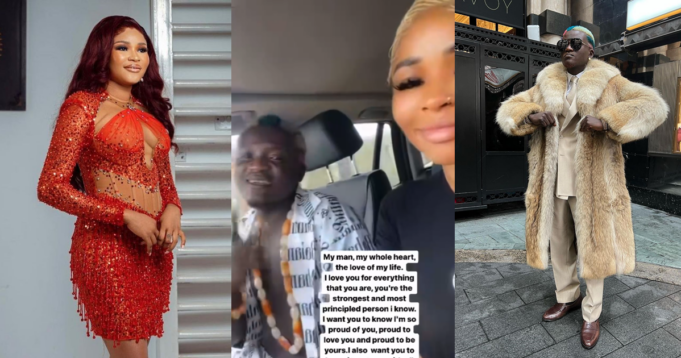 VOY
My man, my whole heart,
the love of my life.
I love you for everything
that you are, you're the
strongest and most
principled person i know.
I want you to know I'm so
proud of you, proud to
love you and proud to be
yours.I also want you to